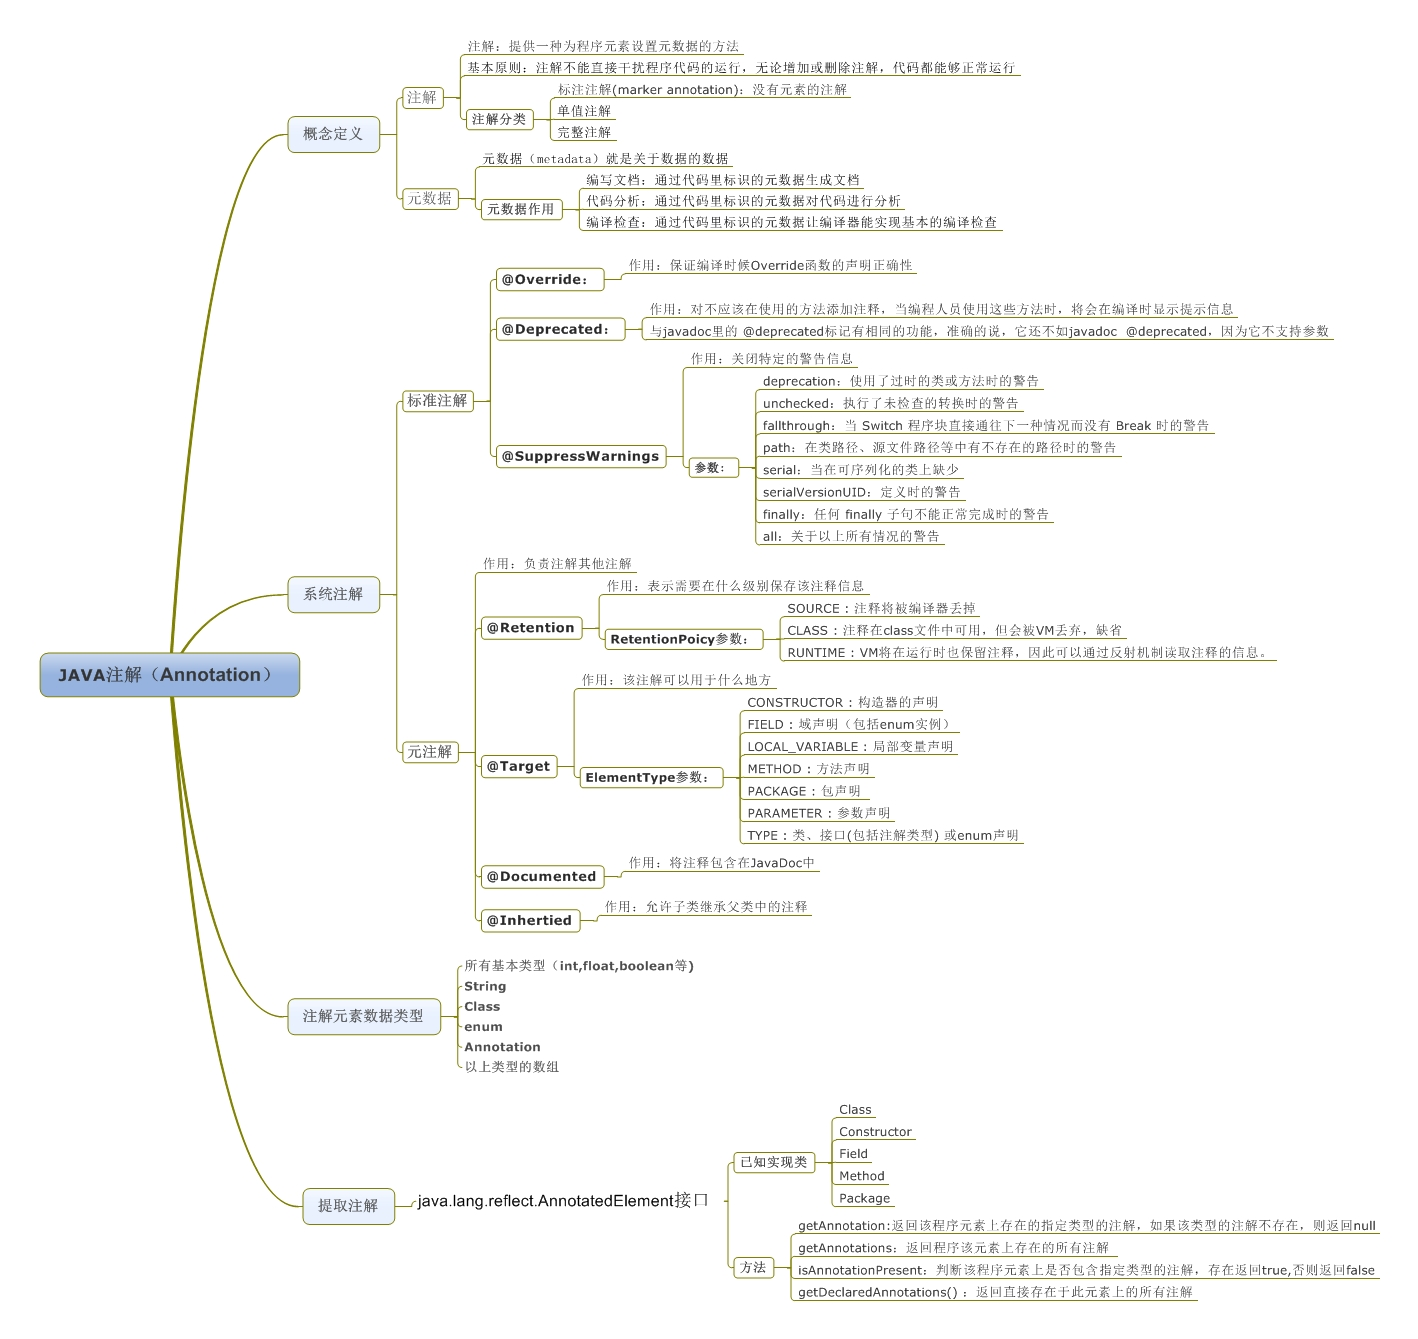 JAVA注解（Annotation）
概念定义
注解
注解：提供一种为程序元素设置元数据的方法
基本原则：注解不能直接干扰程序代码的运行，无论增加或删除注解，代码都能够正常运行
注解分类
标注注解(marker annotation)：没有元素的注解
单值注解
完整注解
元数据
元数据（metadata）就是关于数据的数据
元数据作用
编写文档：通过代码里标识的元数据生成文档
代码分析：通过代码里标识的元数据对代码进行分析
编译检查：通过代码里标识的元数据让编译器能实现基本的编译检查
系统注解
标准注解
@Override：
作用：保证编译时候Override函数的声明正确性
@Deprecated：
作用：对不应该在使用的方法添加注释，当编程人员使用这些方法时，将会在编译时显示提示信息
与javadoc里的 @deprecated标记有相同的功能，准确的说，它还不如javadoc @deprecated，因为它不支持参数
@SuppressWarnings
作用：关闭特定的警告信息
参数：
deprecation：使用了过时的类或方法时的警告
unchecked：执行了未检查的转换时的警告
fallthrough：当 Switch 程序块直接通往下一种情况而没有 Break 时的警告
path：在类路径、源文件路径等中有不存在的路径时的警告
serial：当在可序列化的类上缺少
serialVersionUID：定义时的警告
finally：任何 finally 子句不能正常完成时的警告
all：关于以上所有情况的警告
元注解
作用：负责注解其他注解
@Retention
作用：表示需要在什么级别保存该注释信息
RetentionPoicy参数：
SOURCE：注释将被编译器丢掉
CLASS：注释在class文件中可用，但会被VM丢弃，缺省
RUNTIME：VM将在运行时也保留注释，因此可以通过反射机制读取注释的信息。
@Target
作用：该注解可以用于什么地方
ElementType参数：
CONSTRUCTOR：构造器的声明
FIELD：域声明（包括enum实例）
LOCAL_VARIABLE：局部变量声明
METHOD：方法声明
PACKAGE：包声明
PARAMETER：参数声明
TYPE：类、接口(包括注解类型) 或enum声明
@Documented
作用：将注释包含在JavaDoc中
@Inhertied
作用：允许子类继承父类中的注释
注解元素数据类型
所有基本类型（int,float,boolean等)
String
Class
enum
Annotation
以上类型的数组
提取注解
java.lang.reflect.AnnotatedElement接口
已知实现类
Class
Constructor
Field
Method
Package
方法
getAnnotation:返回该程序元素上存在的指定类型的注解，如果该类型的注解不存在，则返回null
getAnnotations：返回程序该元素上存在的所有注解
isAnnotationPresent：判断该程序元素上是否包含指定类型的注解，存在返回true,否则返回false
getDeclaredAnnotations()：返回直接存在于此元素上的所有注解